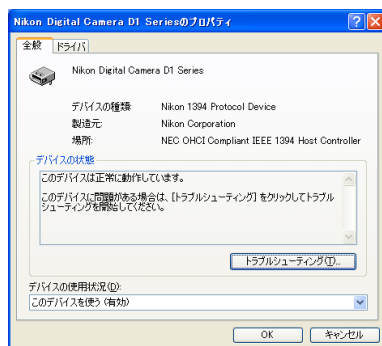 Nikon Digital Camera D1 Seriesのプロパティ
全般 ドライバ
Nikon Digital Camera D1 Series
デバイスの種類: Nikon 1394 Protocol Device
製造元: Nikon Corporation
場所: NEC OHCI Compliant IEEE 1394 Host Controller
デバイスの状態
このデバイスは正常に動作しています。
このデバイスに問題がある場合は、[トラブルシューティング] をクリックしてトラブル
シューティングを開始してください。
トラブルシューティング(T)...
デバイスの使用状況(D):
このデバイスを使う (有効)
OK キャンセル